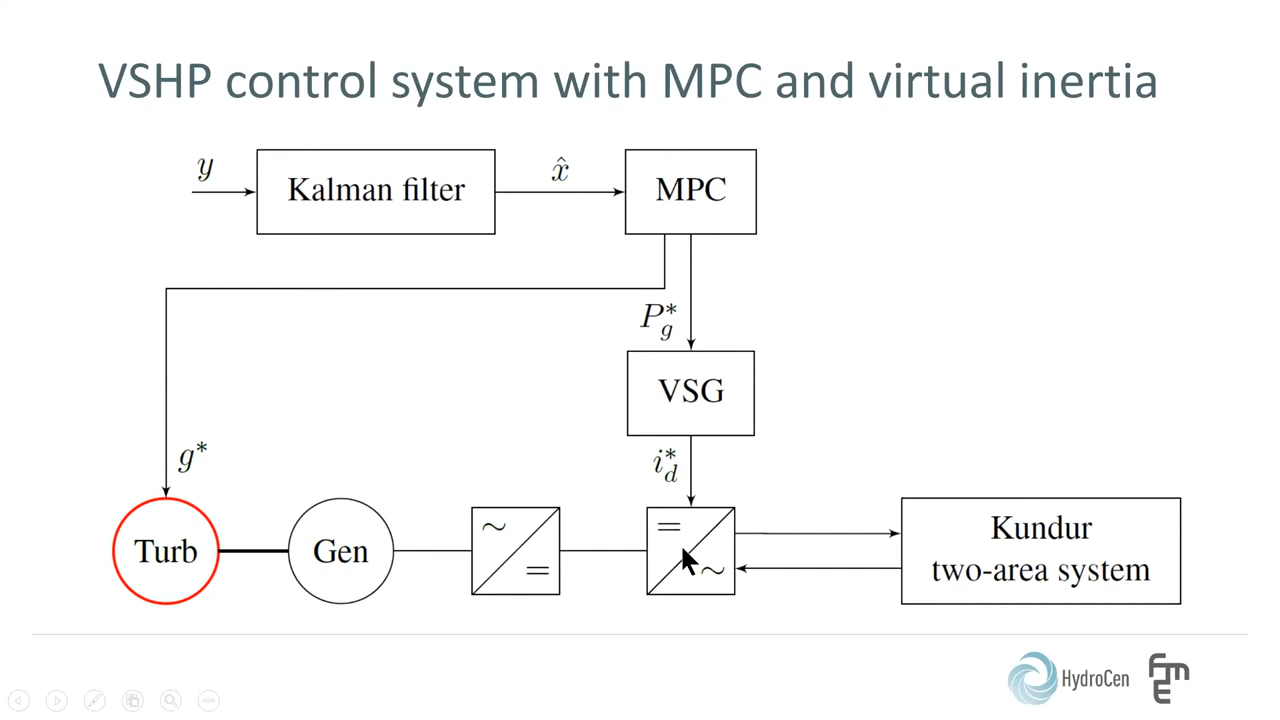 VSHP control system with MPC and virtual inertia
y
Kalman filter
x̂
MPC
P*g
VSG
g*
i*d
Turb
Gen
~
=
=
~
Kundur
two-area system
HydroCen
fme